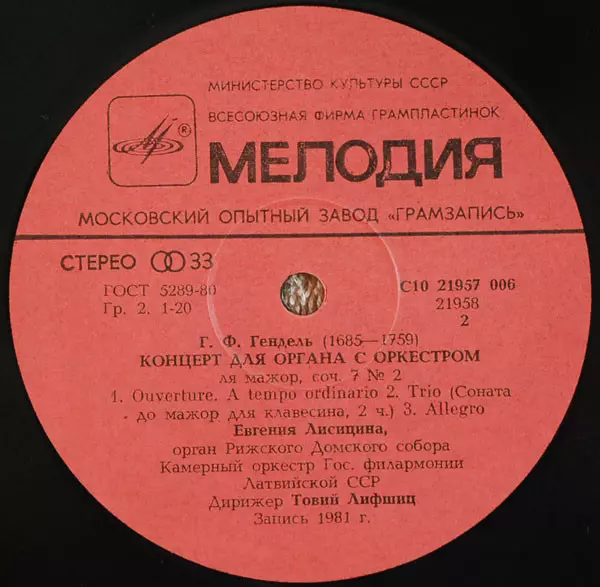 МИНИСТЕРСТВО КУЛЬТУРЫ СССР
ВСЕСОЮЗНАЯ ФИРМА ГРАМПЛАСТИНОК
®
МЕЛОДИЯ
МОСКОВСКИЙ ОПЫТНЫЙ ЗАВОД «ГРАМЗАПИСЬ»
СТЕРЕО 33
ГОСТ 5289-80
Гр. 2. 1-20
С10 21957 006
21958
2
Г. Ф. Гендель (1685—1759)
КОНЦЕРТ ДЛЯ ОРГАНА С ОРКЕСТРОМ
ля мажор, соч. 7 № 2
1. Ouverture. A tempo ordinario 2. Trio (Соната
до мажор для клавесина, 2 ч.) 3. Allegro
Евгения Лисицина,
орган Рижского Домского собора
Камерный оркестр Гос. филармонии
Латвийской ССР
Дирижер Товий Лифшиц
Запись 1981 г.